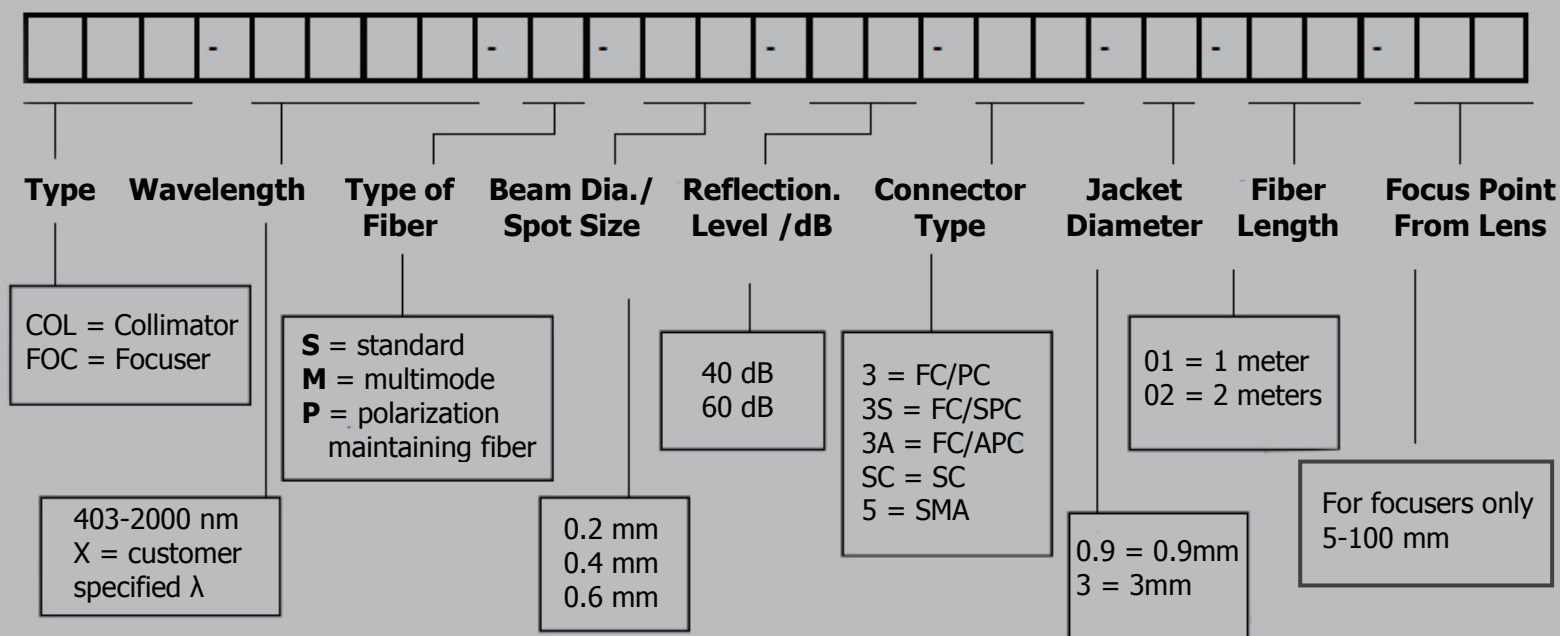 - - - - - - - -
Type Wavelength Type of Fiber Beam Dia./ Spot Size Reflection. Level /dB Connector Type Jacket Diameter Fiber Length Focus Point From Lens
COL = Collimator
FOC = Focuser
403-2000 nm
X = customer
specified λ
S = standard
M = multimode
P = polarization
maintaining fiber
0.2 mm
0.4 mm
0.6 mm
40 dB
60 dB
3 = FC/PC
3S = FC/SPC
3A = FC/APC
SC = SC
5 = SMA
0.9 = 0.9mm
3 = 3mm
01 = 1 meter
02 = 2 meters
For focusers only
5-100 mm